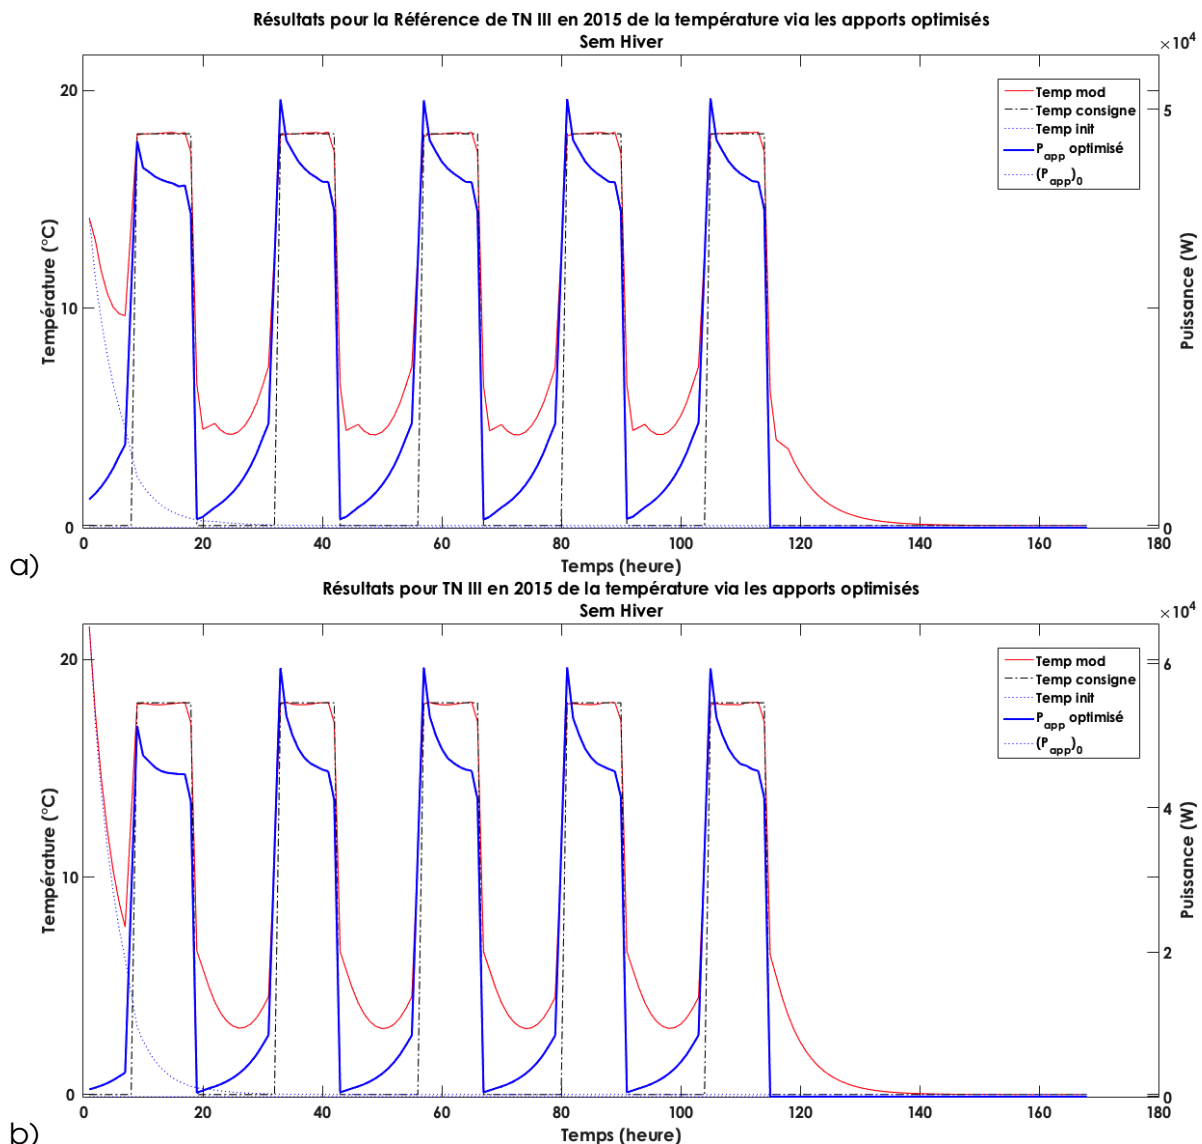 Résultats pour la Référence de TN III en 2015 de la température via les apports optimisés
Sem Hiver
×10⁴
20
10
0
Température (°C)
Temp mod
Temp consigne
Temp init
P_app optimisé
(P_app)_0
5
0
Puissance (W)
0 20 40 60 80 100 120 140 160 180
Temps (heure)
a)
Résultats pour TN III en 2015 de la température via les apports optimisés
Sem Hiver
×10⁴
20
10
0
Température (°C)
Temp mod
Temp consigne
Temp init
P_app optimisé
(P_app)_0
6
4
2
0
Puissance (W)
0 20 40 60 80 100 120 140 160 180
Temps (heure)
b)